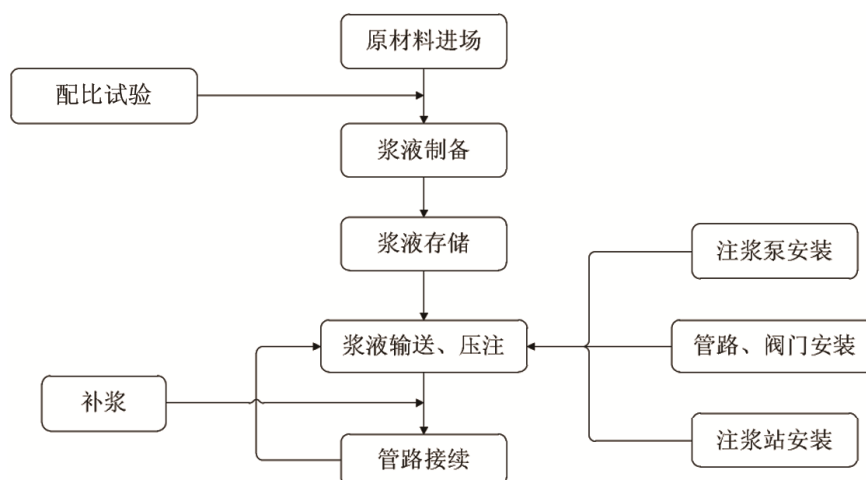 原材料进场
配比试验
浆液制备
浆液存储
注浆泵安装
浆液输送、压注
管路、阀门安装
补浆
管路接续
注浆站安装